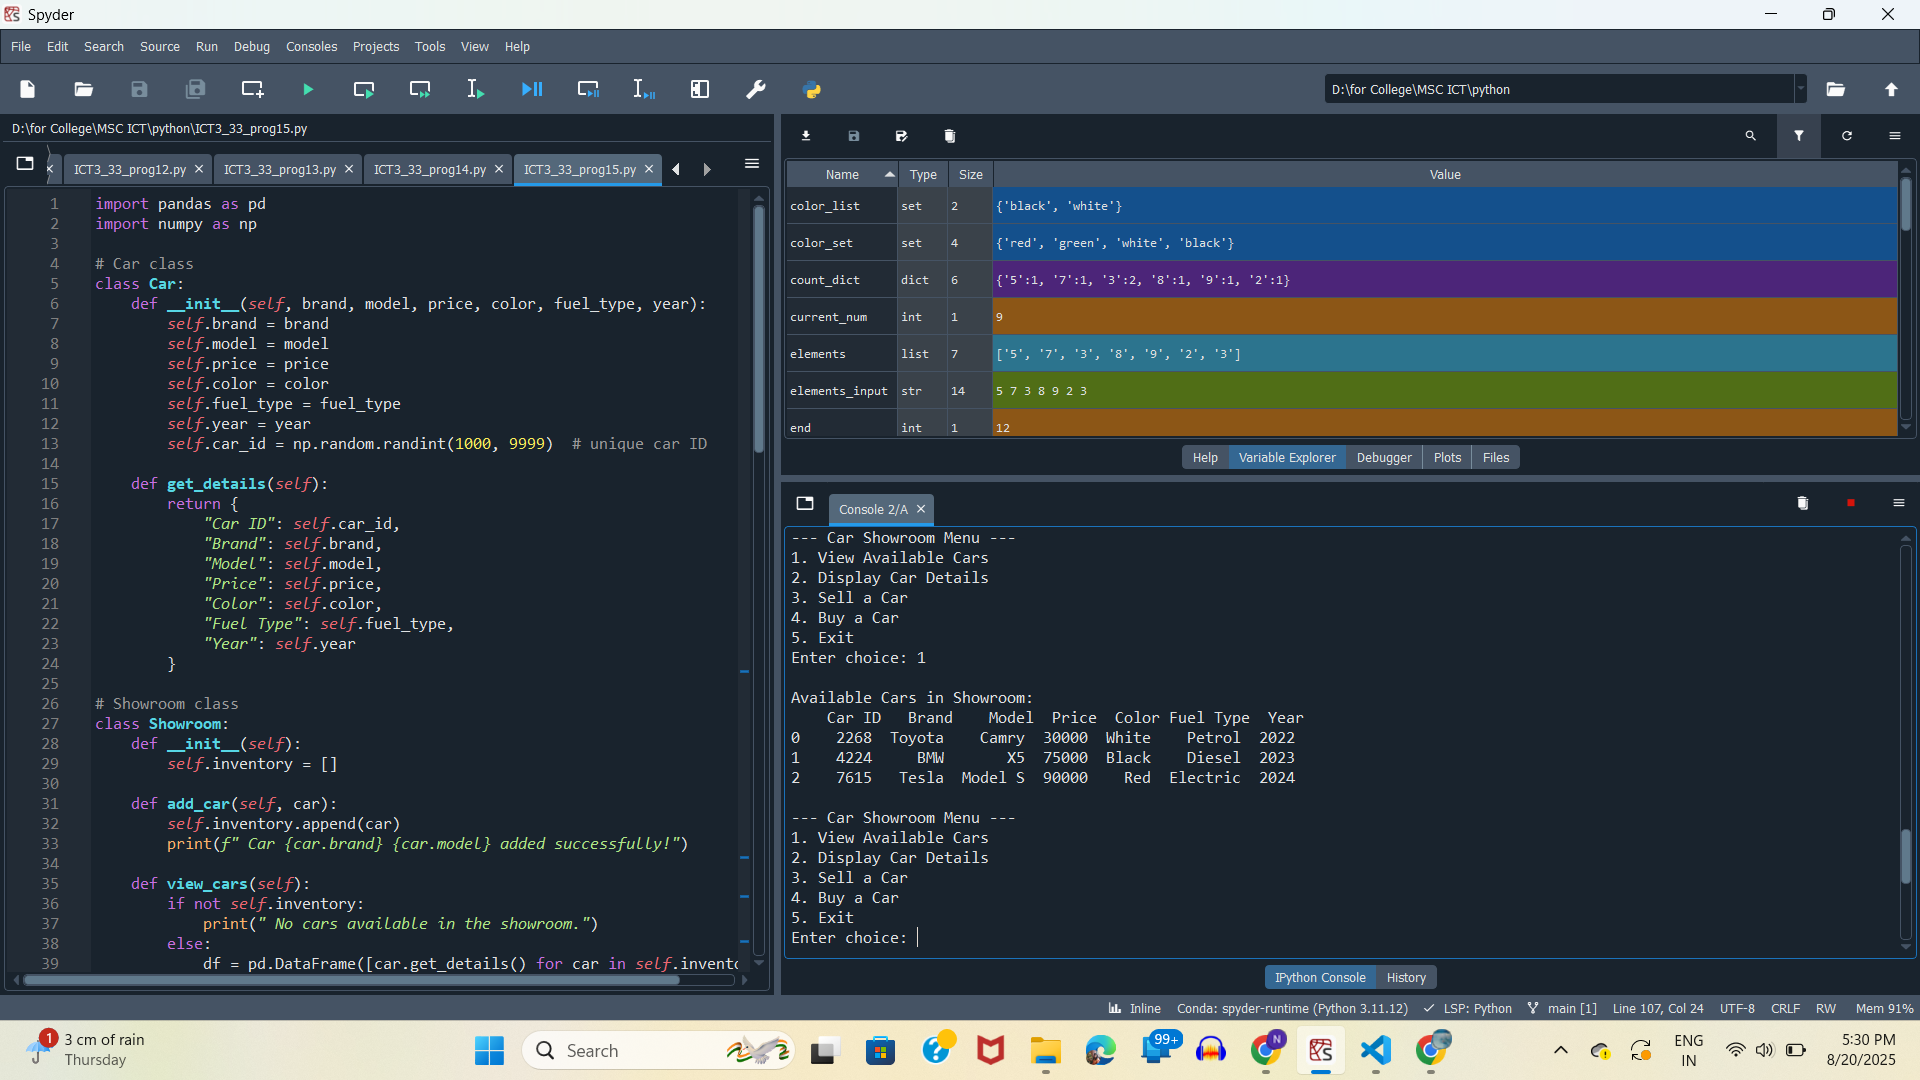 Spyder
File Edit Search Source Run Debug Consoles Projects Tools View Help
D:\for College\MSC ICT\python
D:\for College\MSC ICT\python\ICT3_33_prog15.py
ICT3_33_prog12.py ICT3_33_prog13.py ICT3_33_prog14.py ICT3_33_prog15.py
1 import pandas as pd
2 import numpy as np
3
4 # Car class
5 class Car:
6     def __init__(self, brand, model, price, color, fuel_type, year):
7         self.brand = brand
8         self.model = model
9         self.price = price
10         self.color = color
11         self.fuel_type = fuel_type
12         self.year = year
13         self.car_id = np.random.randint(1000, 9999)  # unique car ID
14
15     def get_details(self):
16         return {
17             "Car ID": self.car_id,
18             "Brand": self.brand,
19             "Model": self.model,
20             "Price": self.price,
21             "Color": self.color,
22             "Fuel Type": self.fuel_type,
23             "Year": self.year
24         }
25
26 # Showroom class
27 class Showroom:
28     def __init__(self):
29         self.inventory = []
30
31     def add_car(self, car):
32         self.inventory.append(car)
33         print(f" Car {car.brand} {car.model} added successfully!")
34
35     def view_cars(self):
36         if not self.inventory:
37             print(" No cars available in the showroom.")
38         else:
39             df = pd.DataFrame([car.get_details() for car in self.invento
Name Type Size Value
color_list set 2 {'black', 'white'}
color_set set 4 {'red', 'green', 'white', 'black'}
count_dict dict 6 {'5':1, '7':1, '3':2, '8':1, '9':1, '2':1}
current_num int 1 9
elements list 7 ['5', '7', '3', '8', '9', '2', '3']
elements_input str 14 5 7 3 8 9 2 3
end int 1 12
Help Variable Explorer Debugger Plots Files
Console 2/A
--- Car Showroom Menu ---
1. View Available Cars
2. Display Car Details
3. Sell a Car
4. Buy a Car
5. Exit
Enter choice: 1
Available Cars in Showroom:
Car ID Brand Model Price Color Fuel Type Year
0 2268 Toyota Camry 30000 White Petrol 2022
1 4224 BMW X5 75000 Black Diesel 2023
2 7615 Tesla Model S 90000 Red Electric 2024
--- Car Showroom Menu ---
1. View Available Cars
2. Display Car Details
3. Sell a Car
4. Buy a Car
5. Exit
Enter choice:
IPython Console History
Inline Conda: spyder-runtime (Python 3.11.12) LSP: Python main [1] Line 107, Col 24 UTF-8 CRLF RW Mem 91%
1 3 cm of rain
Thursday
Search
99+
N
ENG
IN
5:30 PM
8/20/2025